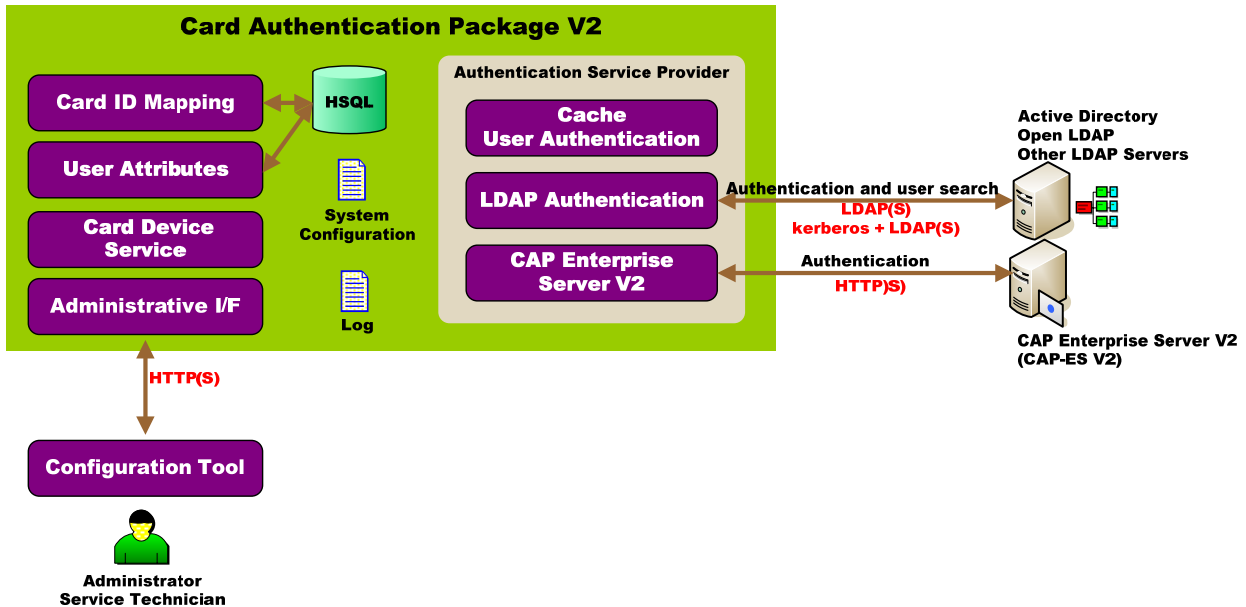 Card Authentication Package V2
Card ID Mapping
User Attributes
Card Device
Service
Administrative I/F
HSQL
System
Configuration
Log
Authentication Service Provider
Cache
User Authentication
LDAP Authentication
CAP Enterprise
Server V2
Authentication and user search
LDAP(S)
kerberos + LDAP(S)
Authentication
HTTP)S)
Active Directory
Open LDAP
Other LDAP Servers
CAP Enterprise Server V2
(CAP-ES V2)
HTTP(S)
Configuration Tool
Administrator
Service Technician